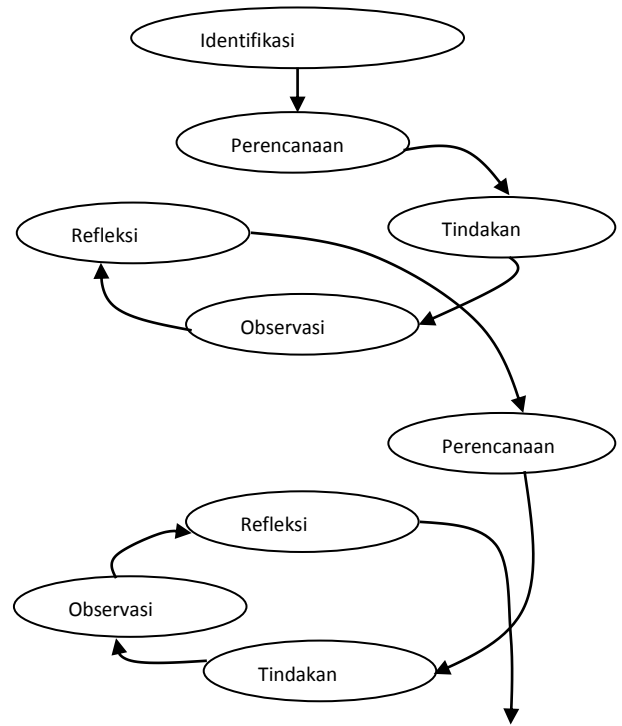 Identifikasi
Perencanaan
Tindakan
Refleksi
Observasi
Perencanaan
Refleksi
Observasi
Tindakan